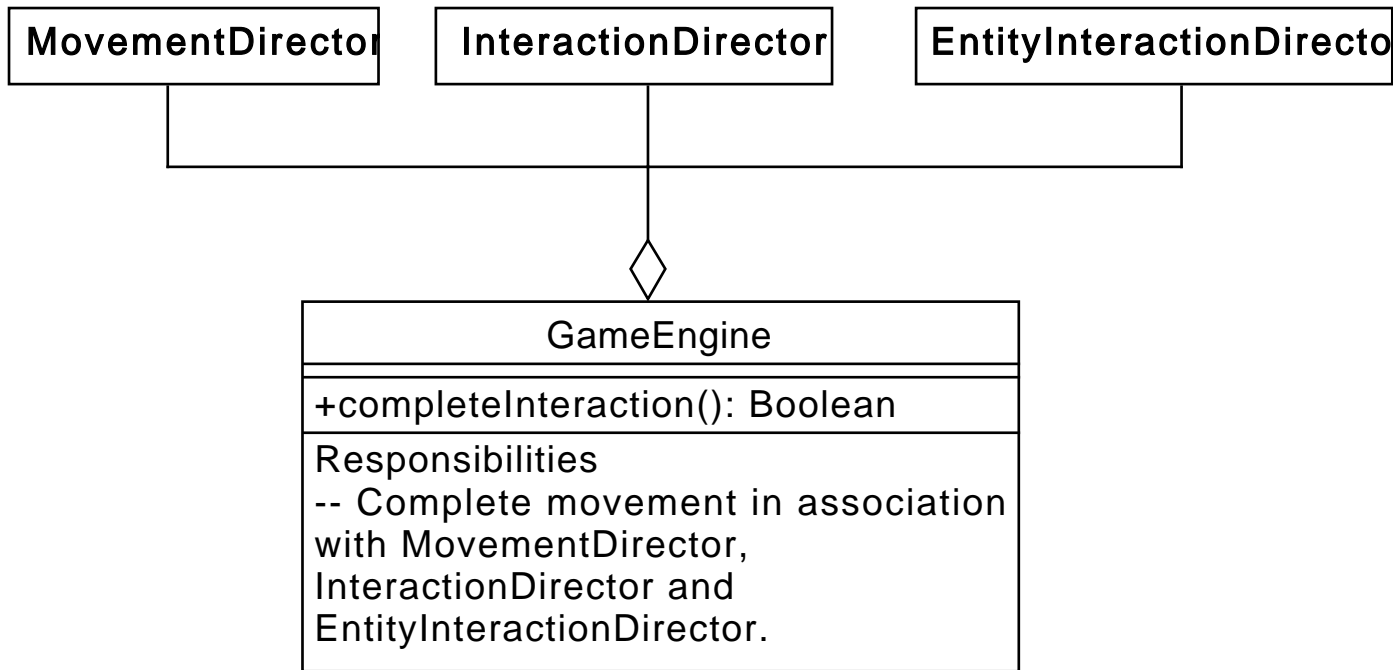 MovementDirector
InteractionDirector
EntityInteractionDirecto
GameEngine
+completeInteraction(): Boolean
Responsibilities
-- Complete movement in association
with MovementDirector,
InteractionDirector and
EntityInteractionDirector.